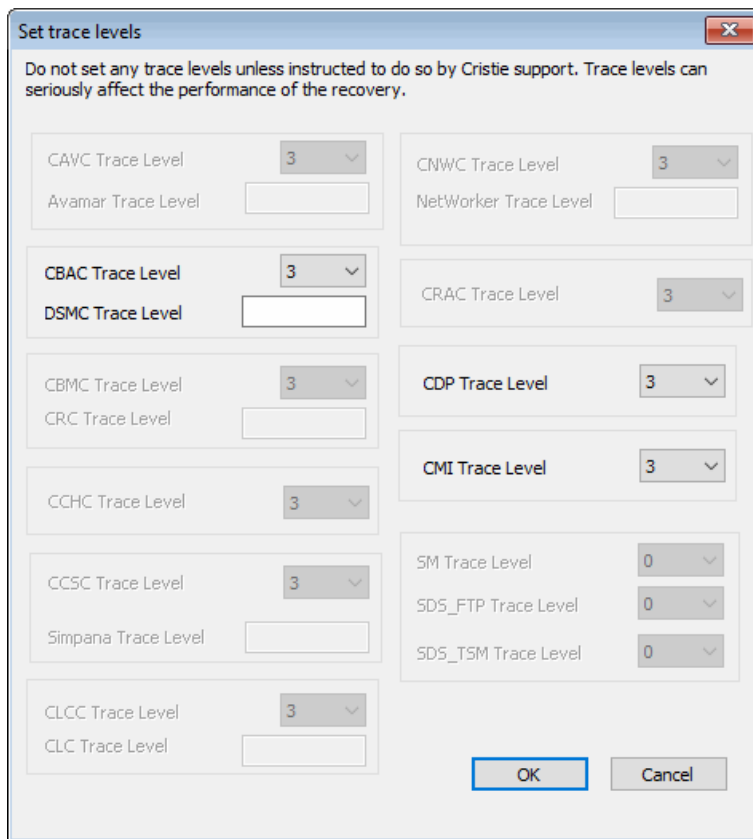 Set trace levels
Do not set any trace levels unless instructed to do so by Cristie support. Trace levels can
seriously affect the performance of the recovery.
CAVC Trace Level 3
Avamar Trace Level
CBAC Trace Level 3
DSMC Trace Level
CBMC Trace Level 3
CRC Trace Level
CCHC Trace Level 3
CCSC Trace Level 3
Simpana Trace Level
CLCC Trace Level 3
CLC Trace Level
CNWC Trace Level 3
NetWorker Trace Level
CRAC Trace Level 3
CDP Trace Level 3
CMI Trace Level 3
SM Trace Level 0
SDS_FTP Trace Level 0
SDS_TSM Trace Level 0
OK Cancel